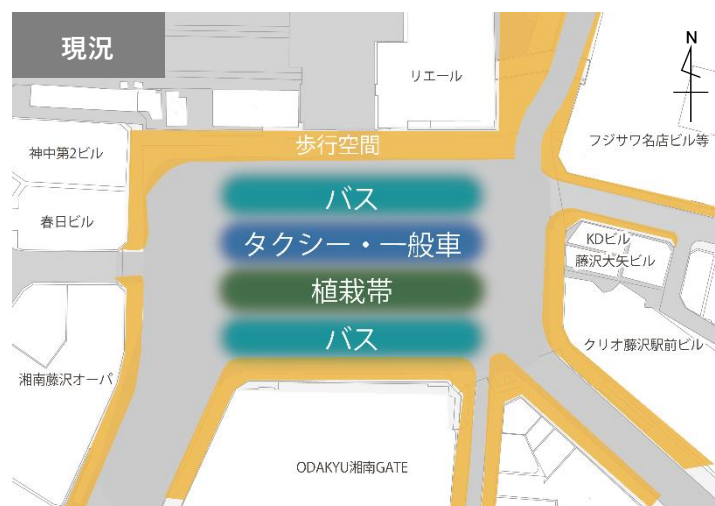 現況
N
リエール
フジサワ名店ビル等
歩行空間
神中第2ビル
バス
春日ビル
タクシー・一般車
KDビル
藤沢大矢ビル
植栽帯
バス
クリオ藤沢駅前ビル
湘南藤沢オーパ
ODAKYU湘南GATE